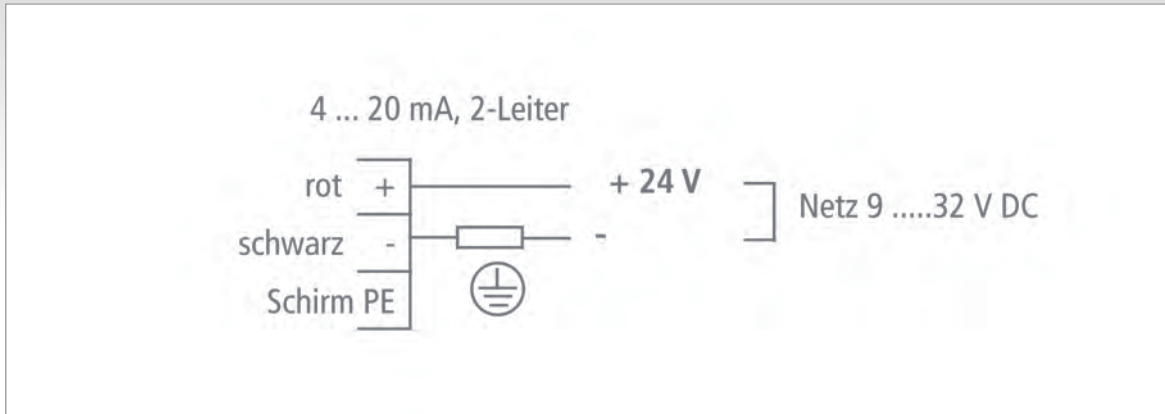 4 ... 20 mA, 2-Leiter
rot + + 24 V
Netz 9 .....32 V DC
schwarz - -
Schirm PE